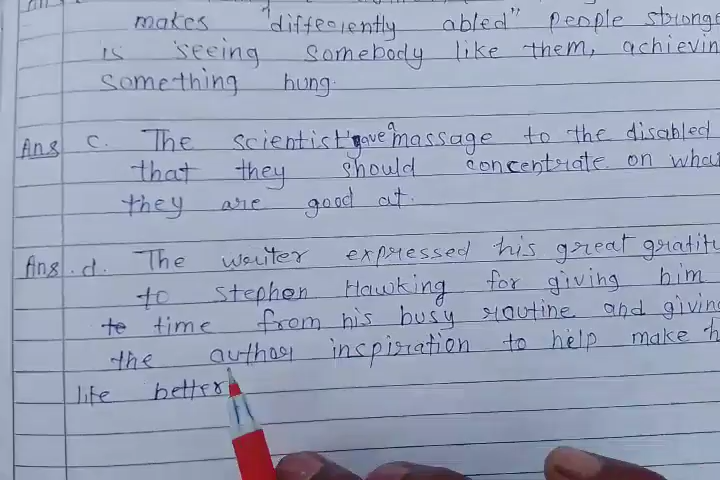 makes "differently abled" people stronge
is seeing somebody like them, achievin
something hung.
Ans c. The scientist gave a massage to the disabled
that they should concentrate on what
they are good at.
Ans. d. The writer expressed his great gratitu
to Stephen Hawking for giving him
time from his busy routine and giving
the author inspiration to help make h
life better